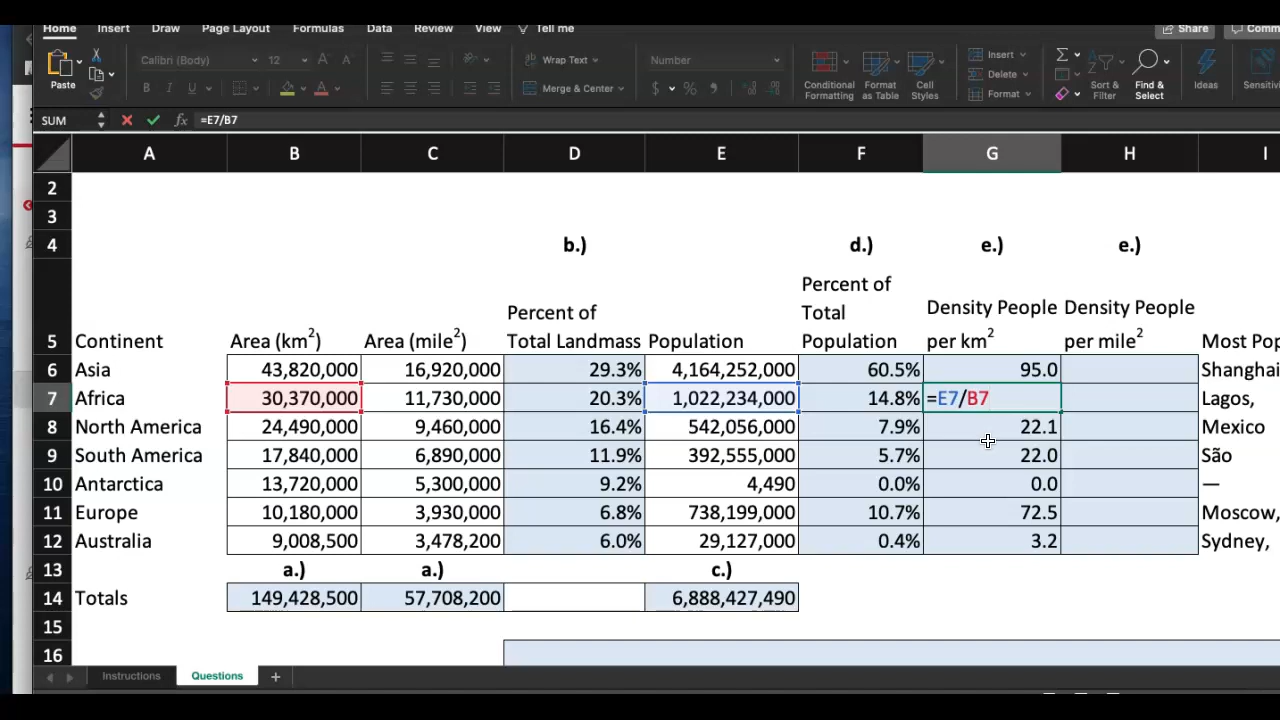 Home Insert Draw Page Layout Formulas Data Review View Tell me Share
Paste Calibri (Body) 12 A A Wrap Text Number Insert Σ
B I U A Merge & Center $ % Conditional Formatting Format as Table Cell Styles Delete Format Sort & Filter Find & Select Ideas
SUM fx =E7/B7
A B C D E F G H I
2
3
4 b.) d.) e.) e.)
5 Continent Area (km2) Area (mile2) Percent of Total Landmass Population Percent of Total Population Density People per km2 Density People per mile2 Most
6 Asia 43,820,000 16,920,000 29.3% 4,164,252,000 60.5% 95.0 Shanghai
7 Africa 30,370,000 11,730,000 20.3% 1,022,234,000 14.8% =E7/B7 Lagos,
8 North America 24,490,000 9,460,000 16.4% 542,056,000 7.9% 22.1 Mexico
9 South America 17,840,000 6,890,000 11.9% 392,555,000 5.7% 22.0 São
10 Antarctica 13,720,000 5,300,000 9.2% 4,490 0.0% 0.0 —
11 Europe 10,180,000 3,930,000 6.8% 738,199,000 10.7% 72.5 Moscow,
12 Australia 9,008,500 3,478,200 6.0% 29,127,000 0.4% 3.2 Sydney,
13 a.) a.) c.)
14 Totals 149,428,500 57,708,200 6,888,427,490
15
16
Instructions Questions +